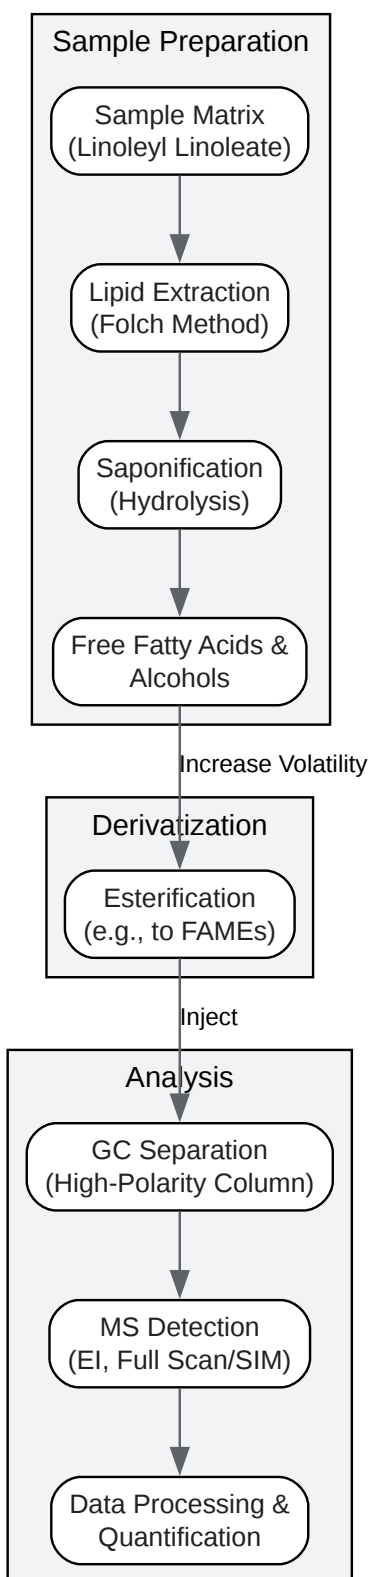 Sample Preparation
Sample Matrix
(Linoleyl Linoleate)
Lipid Extraction
(Folch Method)
Saponification
(Hydrolysis)
Free Fatty Acids &
Alcohols
Increase Volatility
Derivatization
Esterification
(e.g., to FAMEs)
Inject
Analysis
GC Separation
(High-Polarity Column)
MS Detection
(EI, Full Scan/SIM)
Data Processing &
Quantification